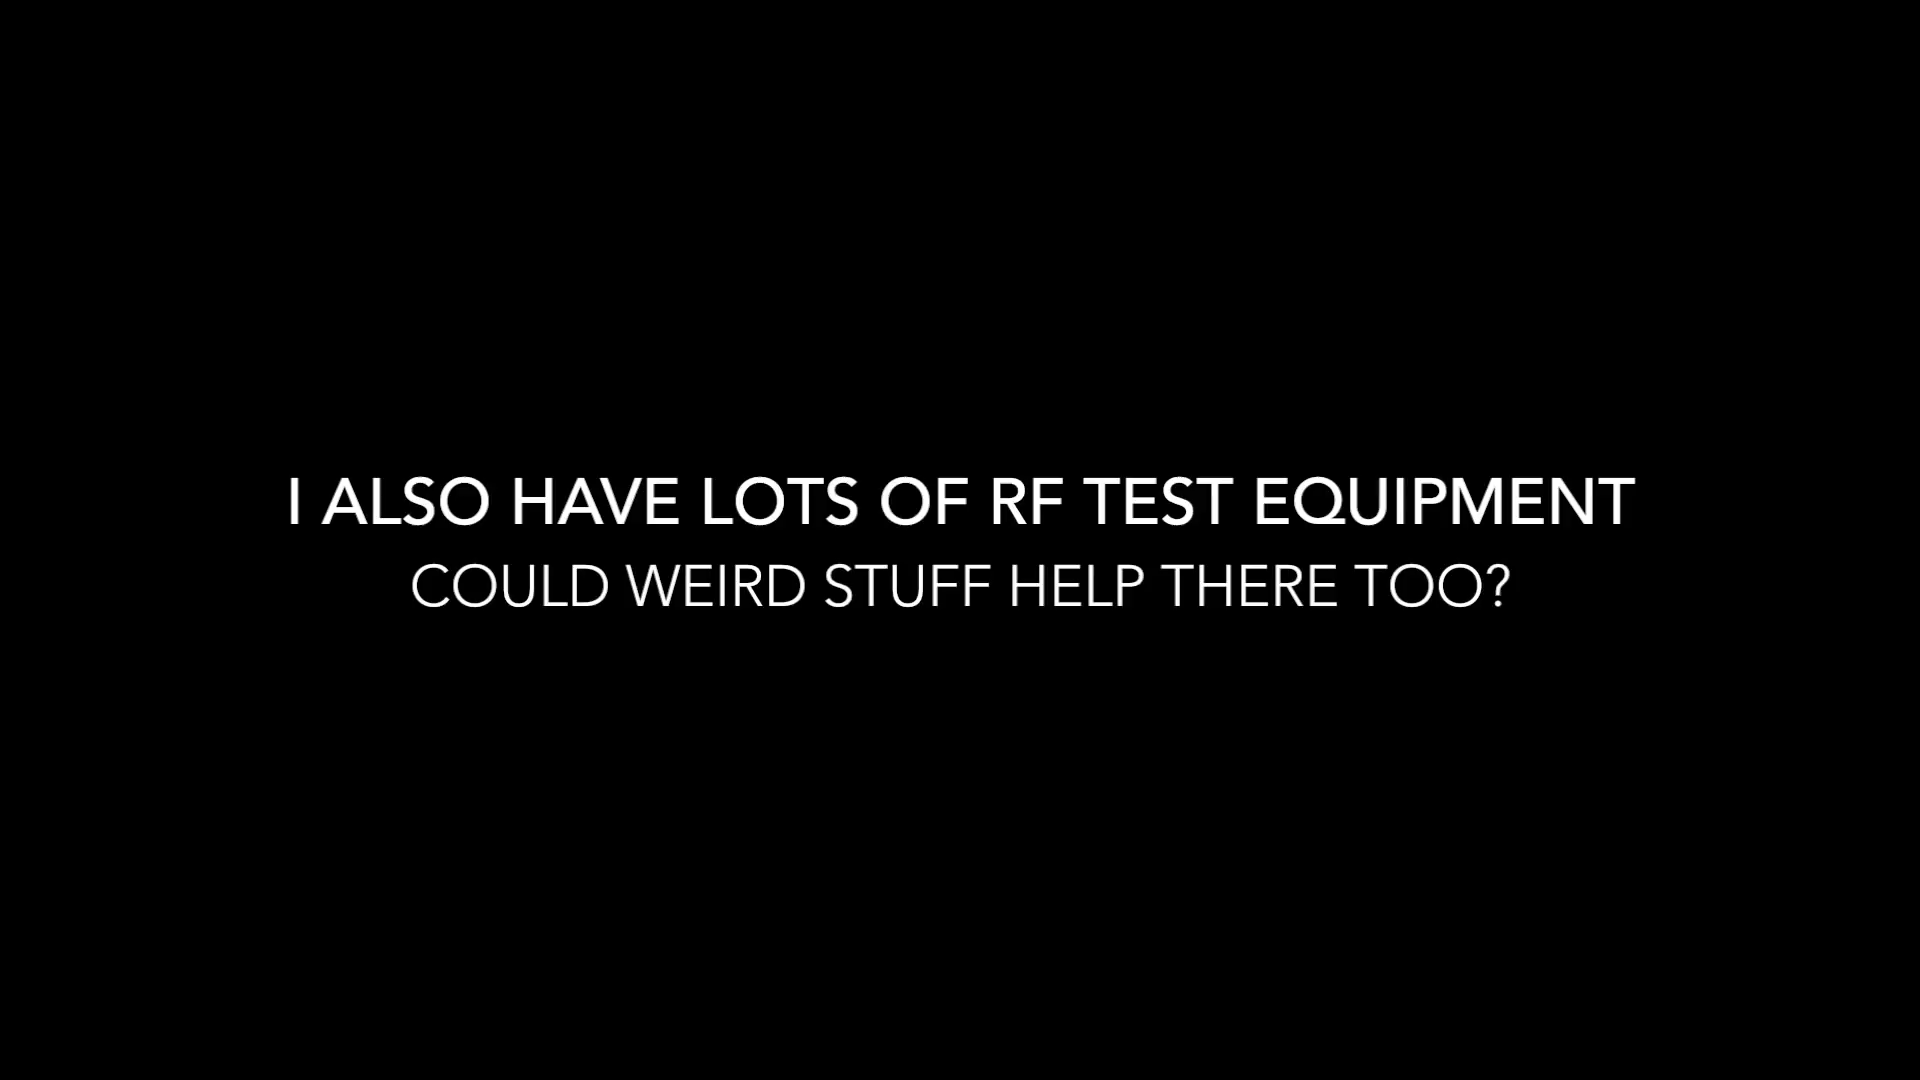 I ALSO HAVE LOTS OF RF TEST EQUIPMENT
COULD WEIRD STUFF HELP THERE TOO?